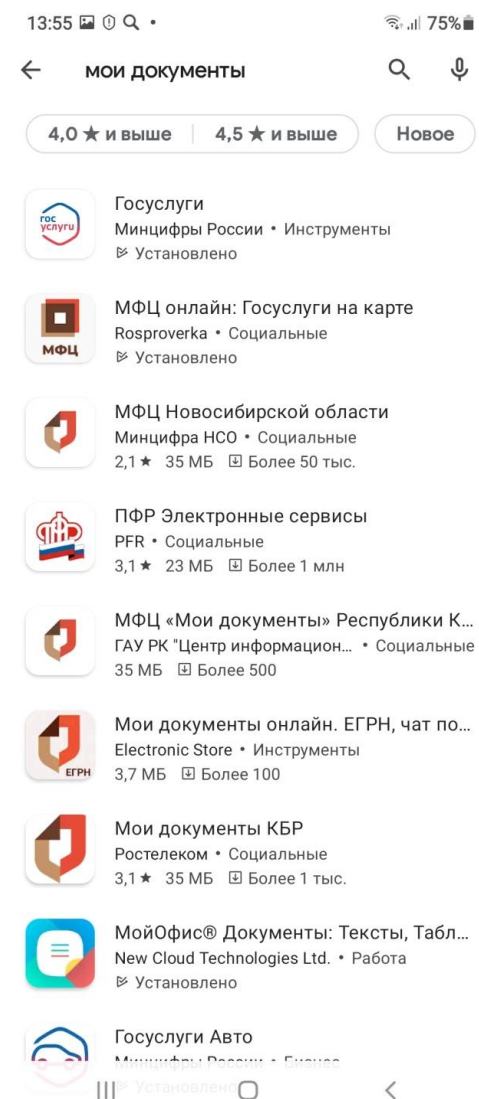 13:55 75%
мои документы
4,0 ★ и выше 4,5 ★ и выше Новое
гос
услуги
Госуслуги
Минцифры России • Инструменты
Установлено
МФЦ
МФЦ онлайн: Госуслуги на карте
Rosproverka • Социальные
Установлено
МФЦ Новосибирской области
Минцифра НСО • Социальные
2,1★ 35 МБ Более 50 тыс.
ПФР
ПФР Электронные сервисы
PFR • Социальные
3,1★ 23 МБ Более 1 млн
МФЦ «Мои документы» Республики К...
ГАУ РК "Центр информацион... • Социальные
35 МБ Более 500
ЕГРН
Мои документы онлайн. ЕГРН, чат по...
Electronic Store • Инструменты
3,7 МБ Более 100
Мои документы КБР
Ростелеком • Социальные
3,1★ 35 МБ Более 1 тыс.
МойОфис® Документы: Тексты, Табл...
New Cloud Technologies Ltd. • Работа
Установлено
Госуслуги Авто
Минцифры России • Бизнес
Установлено